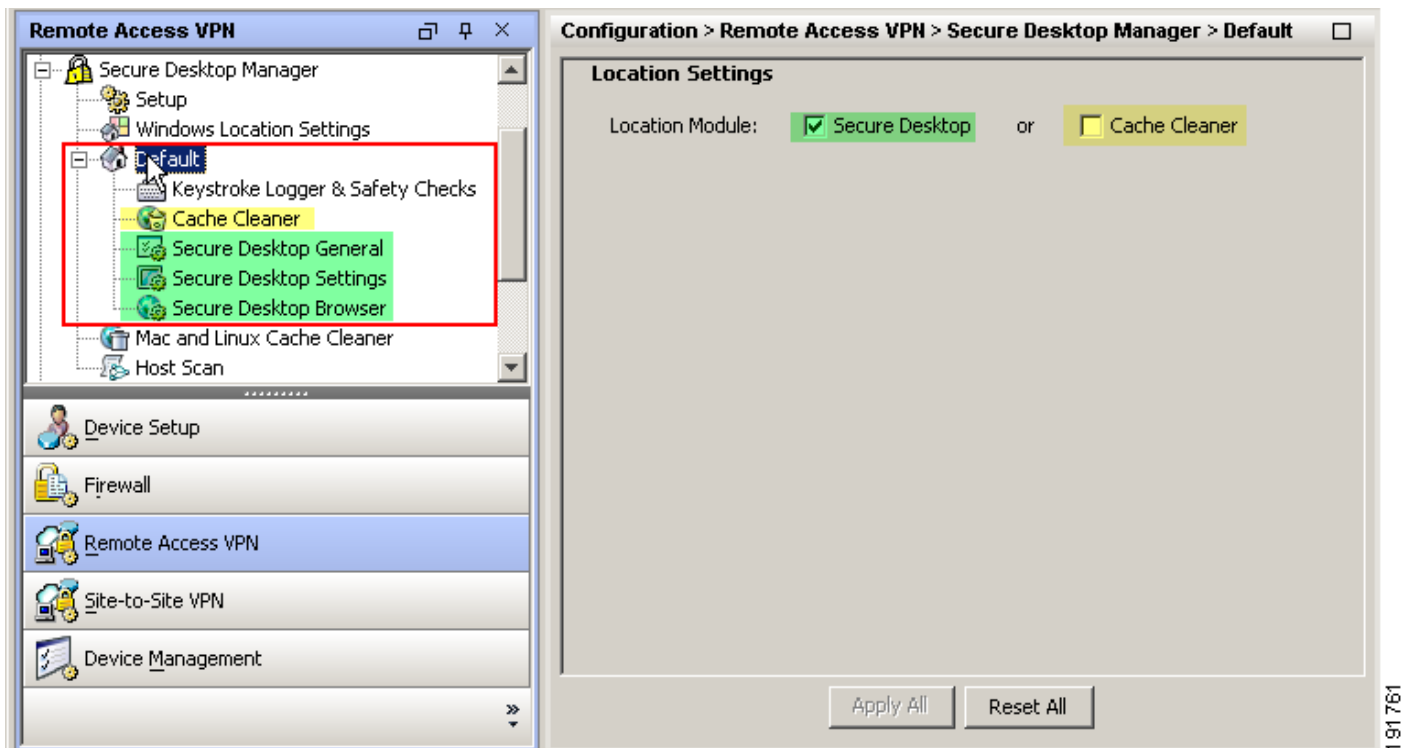 Remote Access VPN
Secure Desktop Manager
Setup
Windows Location Settings
Default
Keystroke Logger & Safety Checks
Cache Cleaner
Secure Desktop General
Secure Desktop Settings
Secure Desktop Browser
Mac and Linux Cache Cleaner
Host Scan
Device Setup
Firewall
Remote Access VPN
Site-to-Site VPN
Device Management
Configuration > Remote Access VPN > Secure Desktop Manager > Default
Location Settings
Location Module: Secure Desktop or Cache Cleaner
Apply All Reset All
191761